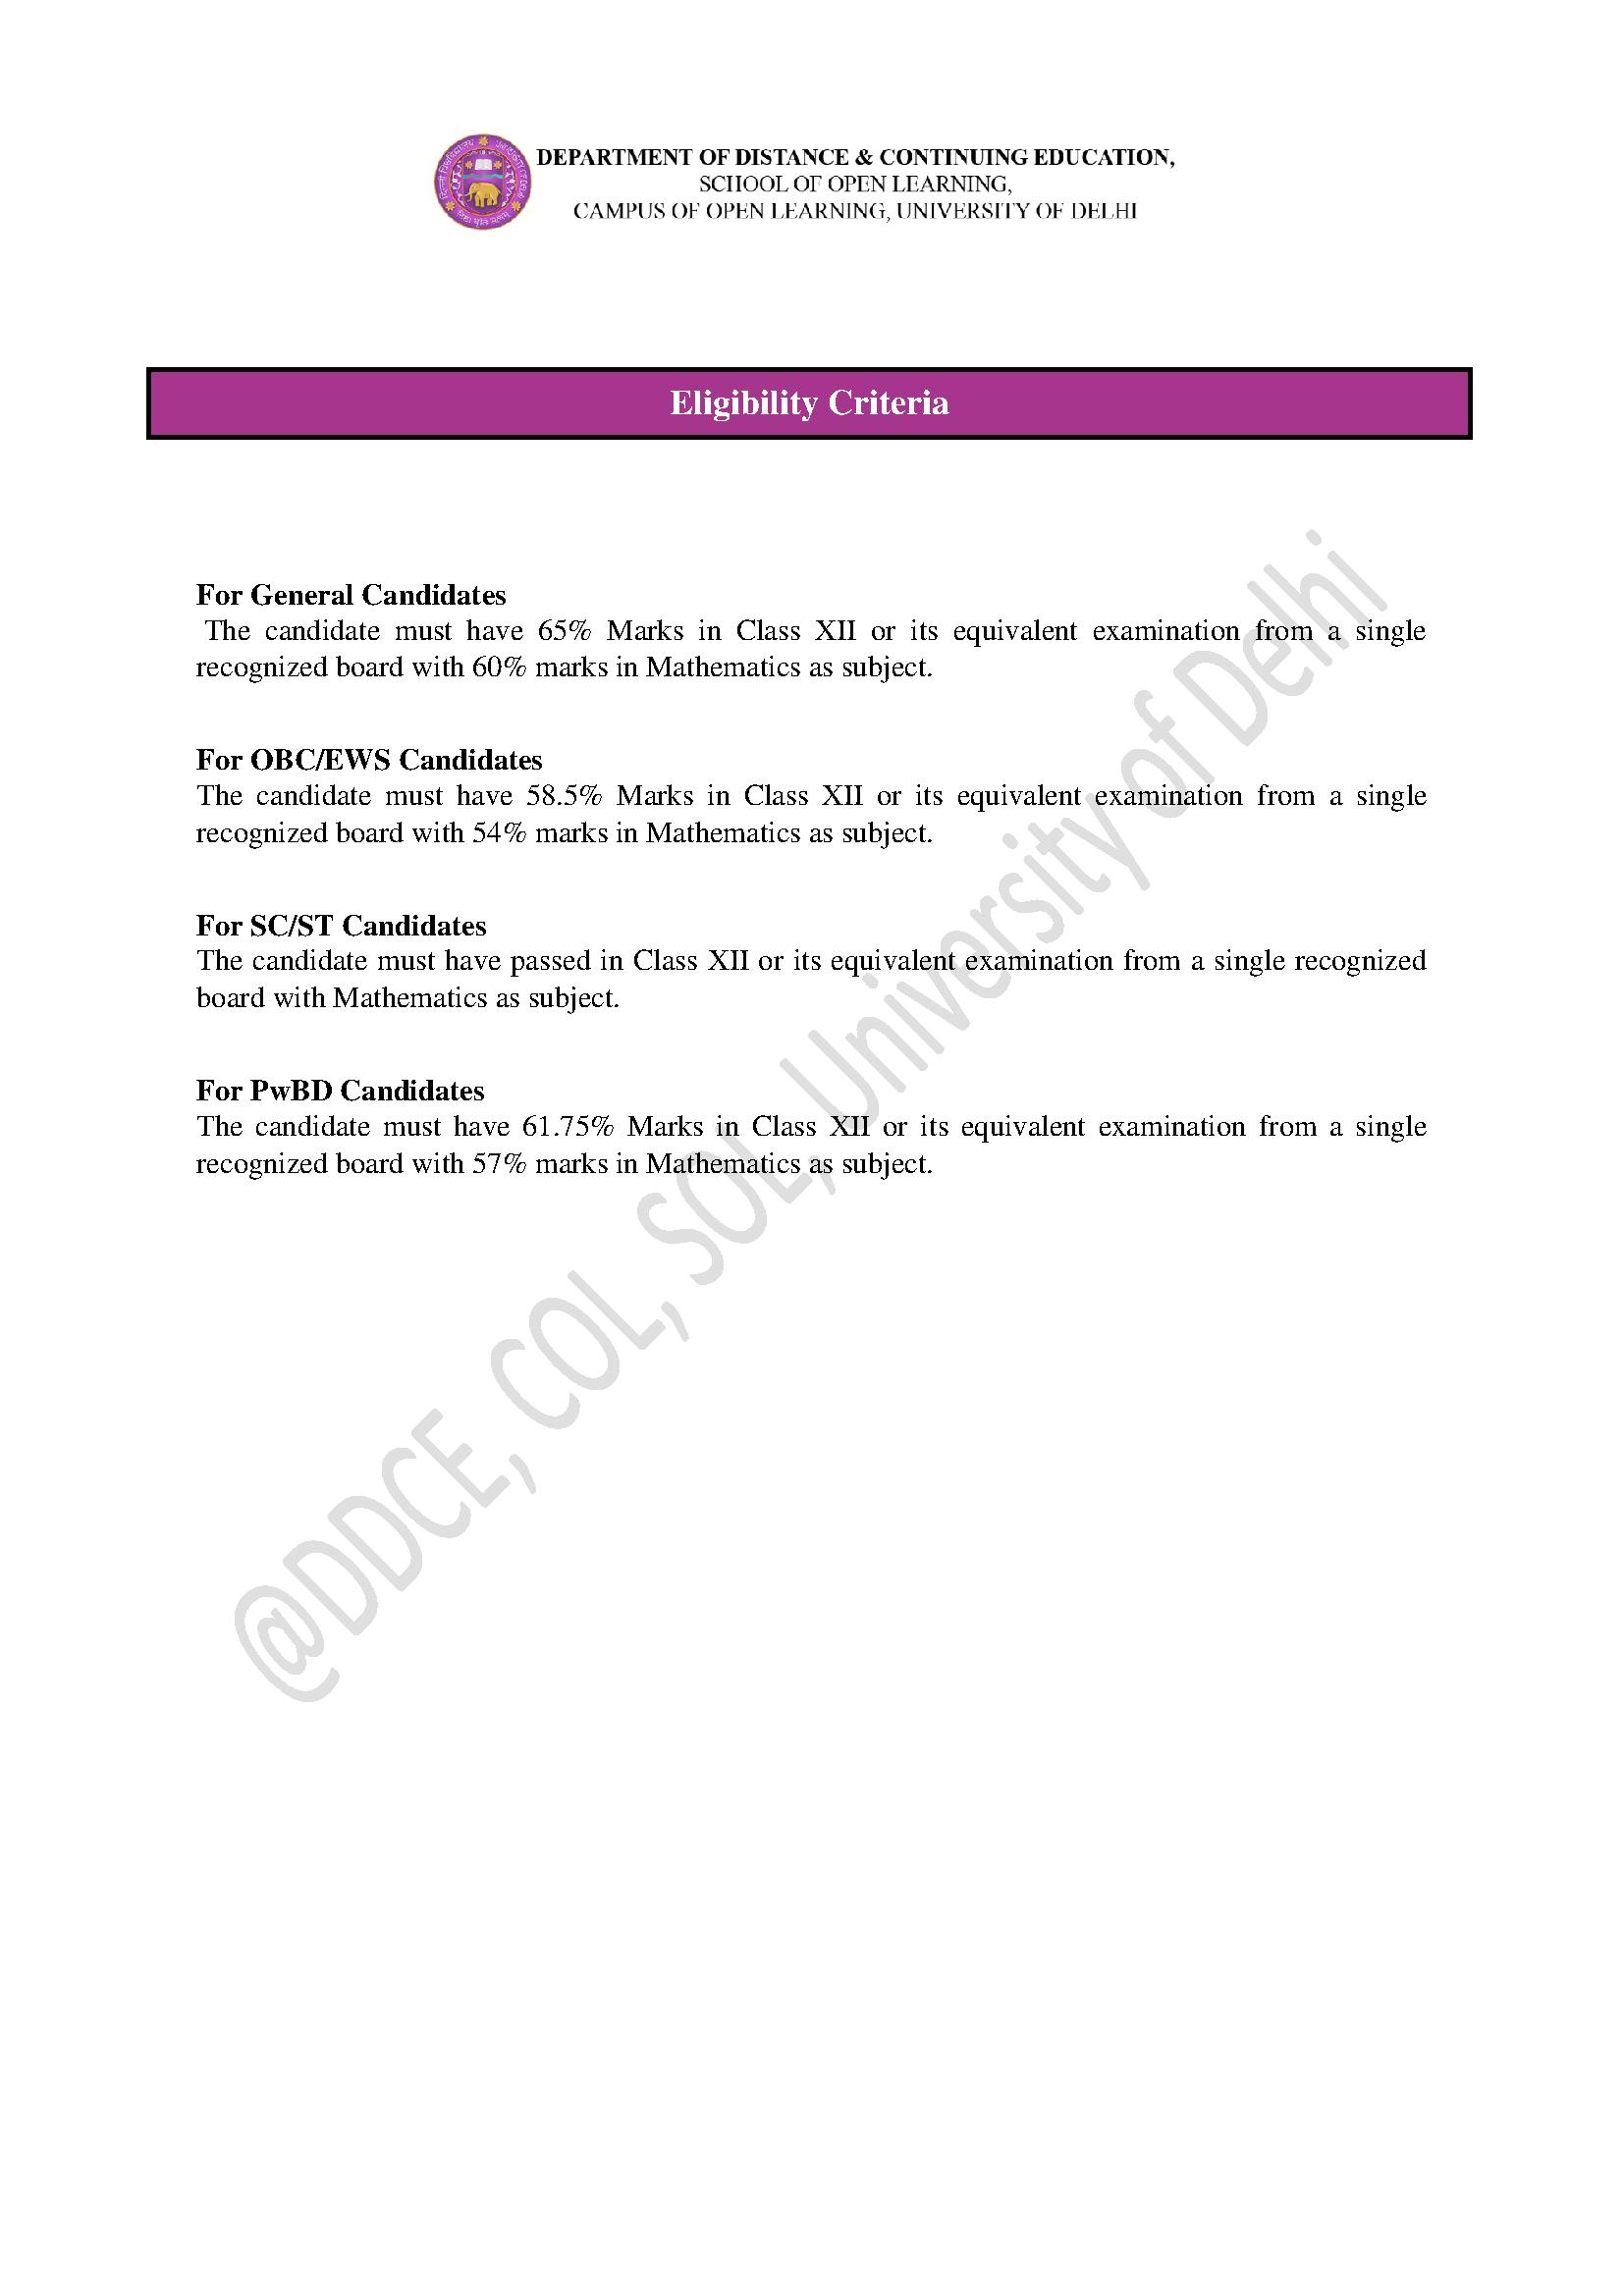 DEPARTMENT OF DISTANCE & CONTINUING EDUCATION,
SCHOOL OF OPEN LEARNING,
CAMPUS OF OPEN LEARNING, UNIVERSITY OF DELHI
Eligibility Criteria
For General Candidates
The candidate must have 65% Marks in Class XII or its equivalent examination from a single
recognized board with 60% marks in Mathematics as subject.
For OBC/EWS Candidates
The candidate must have 58.5% Marks in Class XII or its equivalent examination from a single
recognized board with 54% marks in Mathematics as subject.
For SC/ST Candidates
The candidate must have passed in Class XII or its equivalent examination from a single recognized
board with Mathematics as subject.
For PwBD Candidates
The candidate must have 61.75% Marks in Class XII or its equivalent examination from a single
recognized board with 57% marks in Mathematics as subject.
@DDCE, COL, SOL, University of Delhi